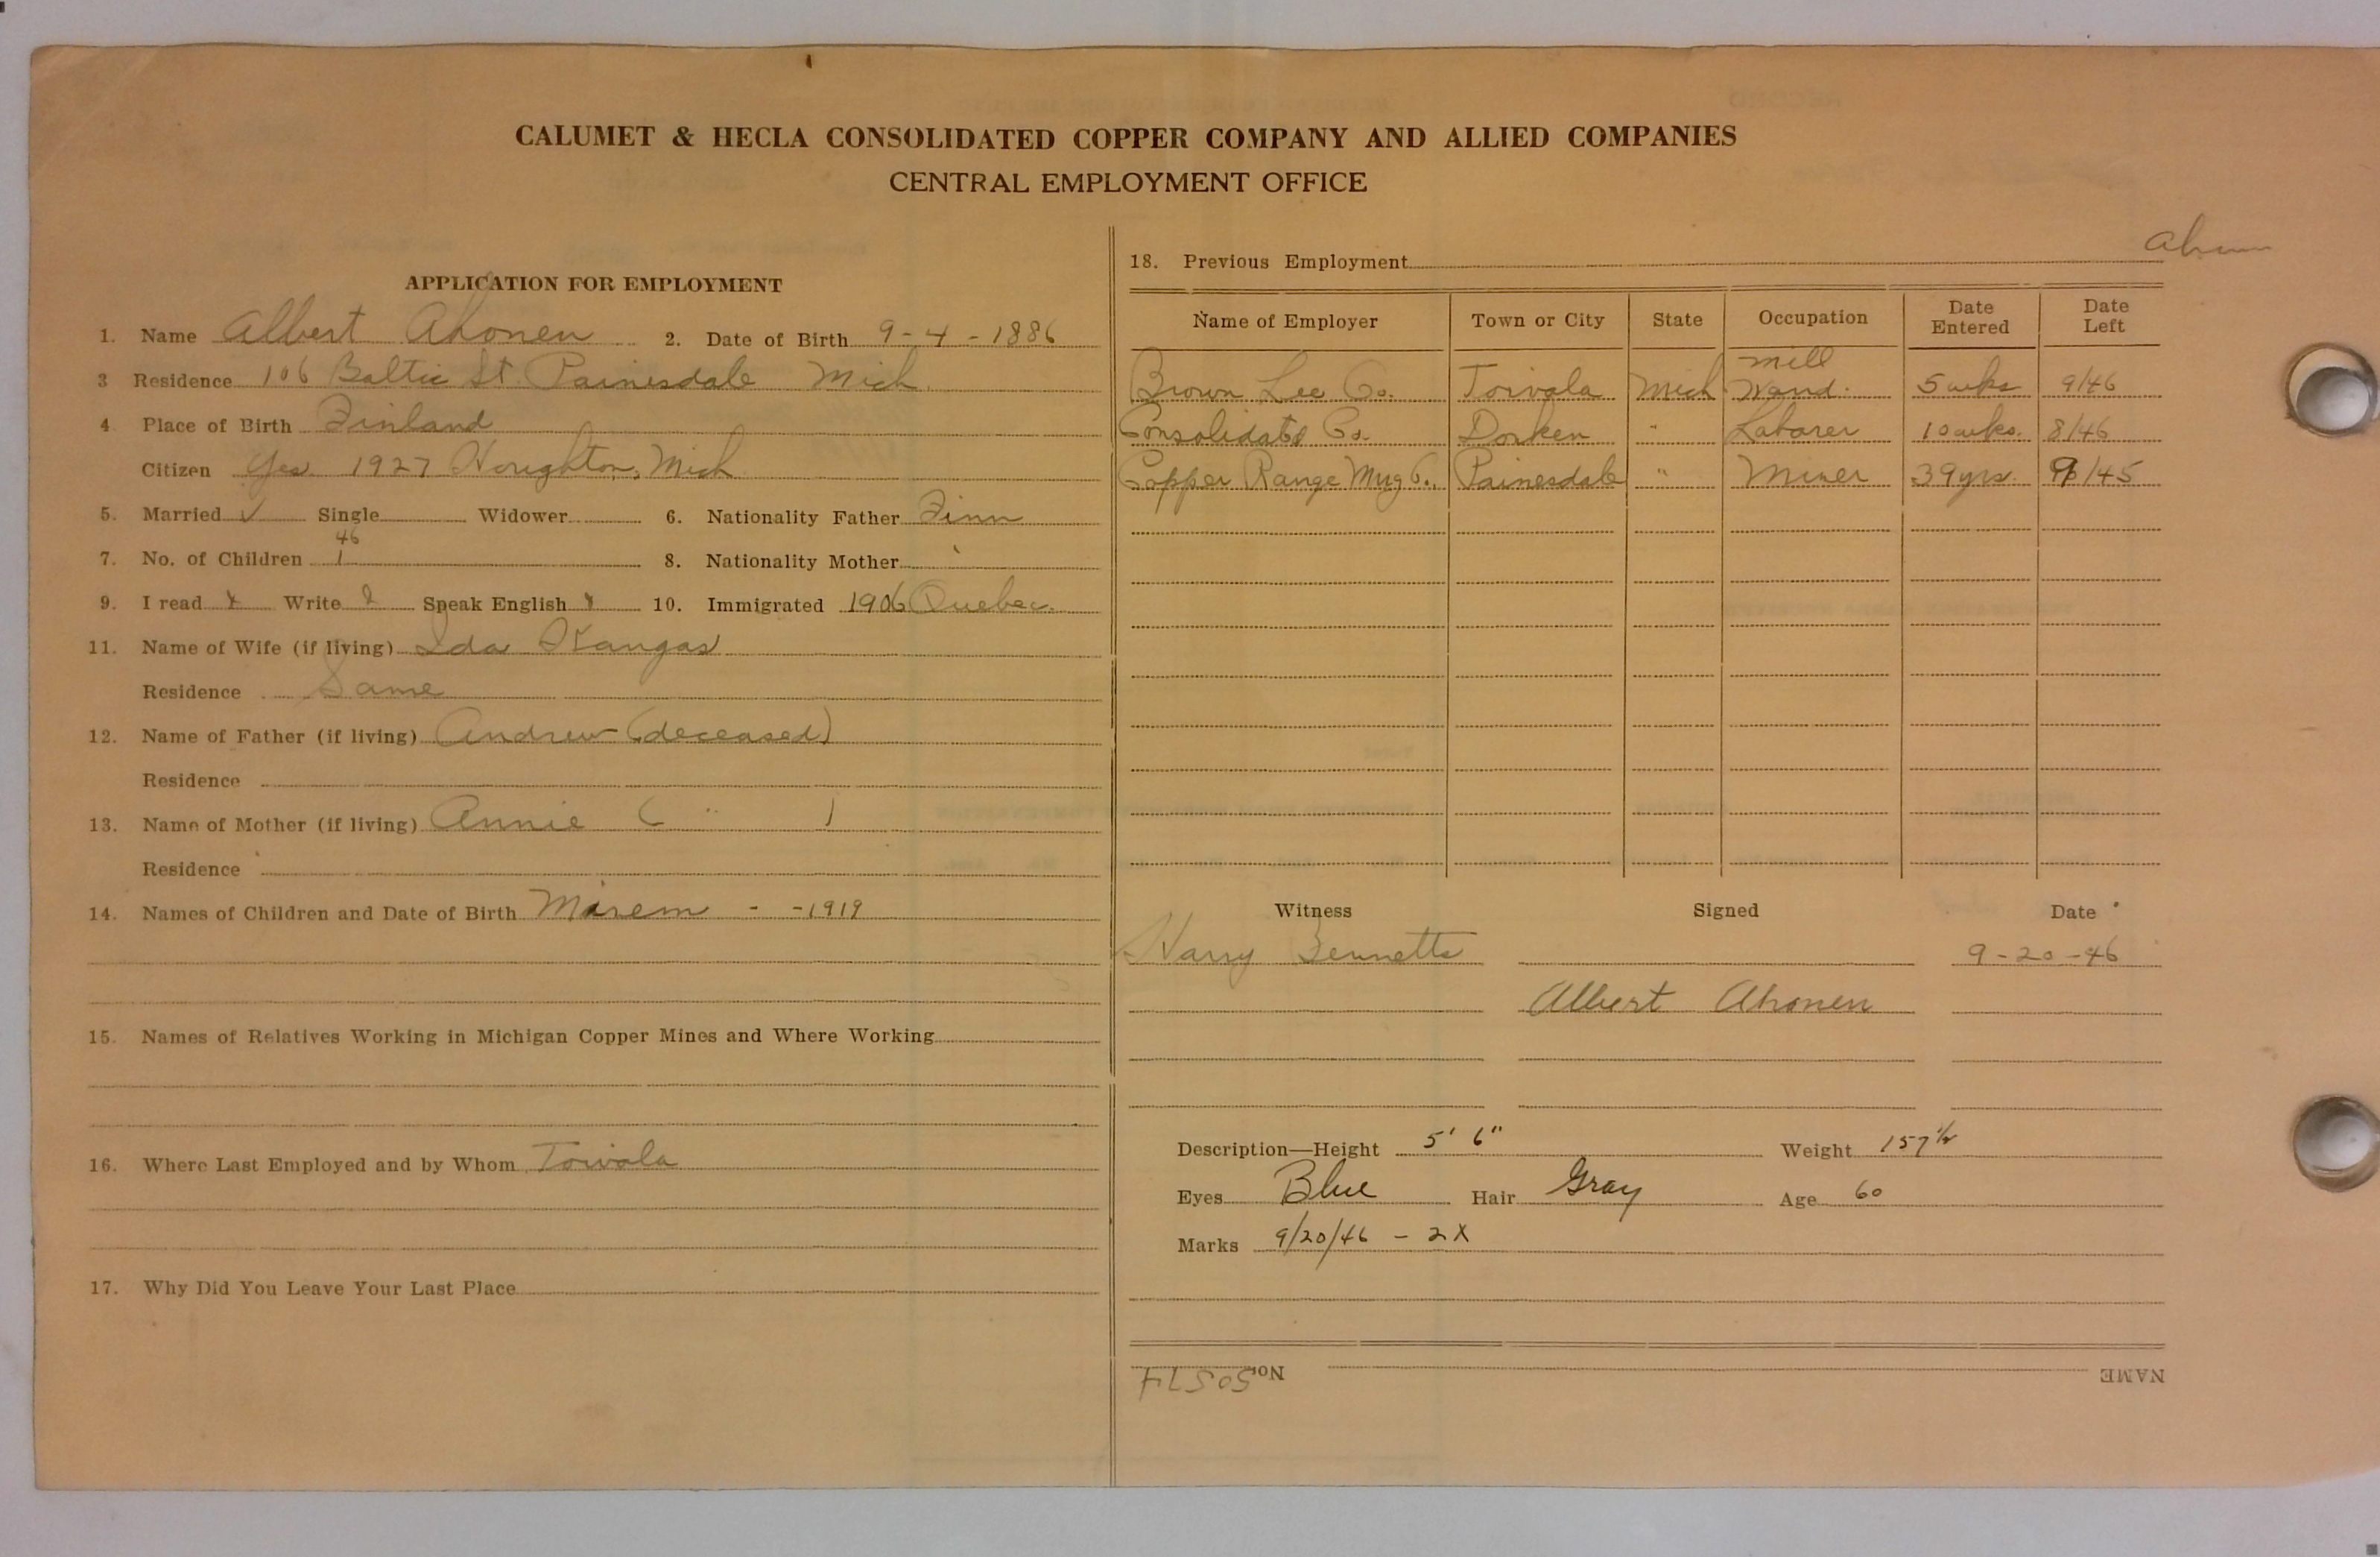 CALUMET & HECLA CONSOLIDATED COPPER COMPANY AND ALLIED COMPANIES
CENTRAL EMPLOYMENT OFFICE
APPLICATION FOR EMPLOYMENT
1. Name Albert Ahonen 2. Date of Birth 9-4-1886
3 Residence 106 Baltic St. Painesdale Mich.
4 Place of Birth Finland
Citizen Yes. 1927 Houghton, Mich
5. Married ✓ Single Widower 6. Nationality Father Finn
46
7. No. of Children 1 8. Nationality Mother
9. I read Write Speak English 10. Immigrated 1906 Quebec.
11. Name of Wife (if living) Ida Kangas
Residence Same
12. Name of Father (if living) Andrew (deceased)
Residence
13. Name of Mother (if living) Annie ( " )
Residence
14. Names of Children and Date of Birth - -1919
15. Names of Relatives Working in Michigan Copper Mines and Where Working
16. Where Last Employed and by Whom Toivola
17. Why Did You Leave Your Last Place
18. Previous Employment
Name of Employer Town or City State Occupation Date Entered Date Left
Mill
Brown Lee Co. Toivola Mich Hand. 5 wks 9/46
Consolidated Co. Donken " Laborer 10 wks. 8/46
Copper Range Mng Co. Painesdale " Miner 39 yrs. 9/45
Witness Signed Date
Harry Bennetts 9-20-46
Albert Ahonen
Description—Height 5' 6" Weight 157½
Eyes Blue Hair Gray Age 60
Marks 9/20/46 - 2X
NAME No.